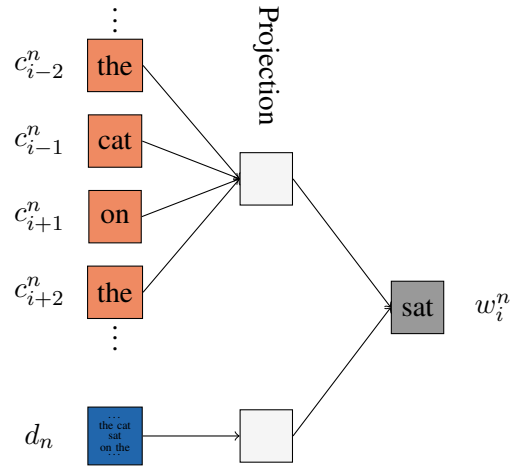 ⋮
Projection
c^n_{i−2} the
c^n_{i−1} cat
c^n_{i+1} on
c^n_{i+2} the
⋮
sat w^n_i
d_n
...
the cat
sat
on the
...